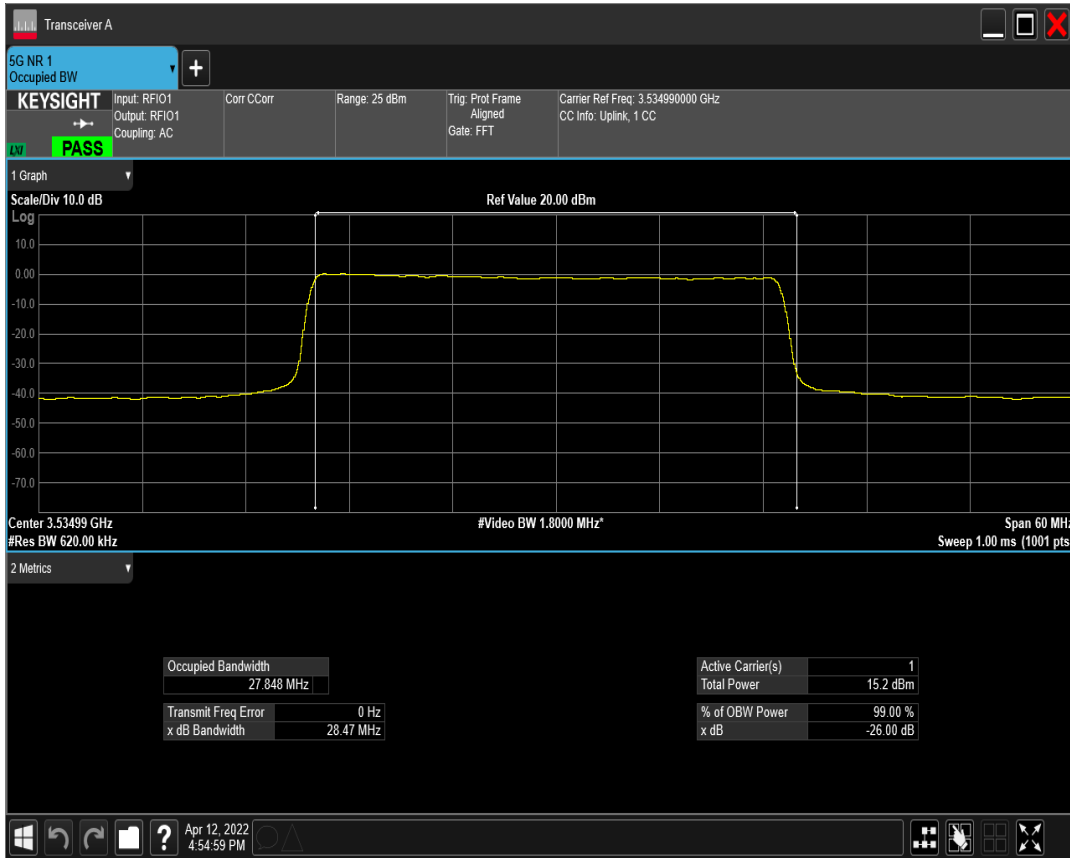 Transceiver A
5G NR 1
Occupied BW
KEYSIGHT
LXI
PASS
Input: RFIO1
Output: RFIO1
Coupling: AC
Corr CCorr
Range: 25 dBm
Trig: Prot Frame
Aligned
Gate: FFT
Carrier Ref Freq: 3.534990000 GHz
CC Info: Uplink, 1 CC
1 Graph
Scale/Div 10.0 dB
Ref Value 20.00 dBm
Log
10.0
0.00
-10.0
-20.0
-30.0
-40.0
-50.0
-60.0
-70.0
Center 3.53499 GHz
#Video BW 1.8000 MHz*
Span 60 MHz
#Res BW 620.00 kHz
Sweep 1.00 ms (1001 pts
2 Metrics
Occupied Bandwidth
27.848 MHz
Transmit Freq Error 0 Hz
x dB Bandwidth 28.47 MHz
Active Carrier(s) 1
Total Power 15.2 dBm
% of OBW Power 99.00 %
x dB -26.00 dB
?
Apr 12, 2022
4:54:59 PM